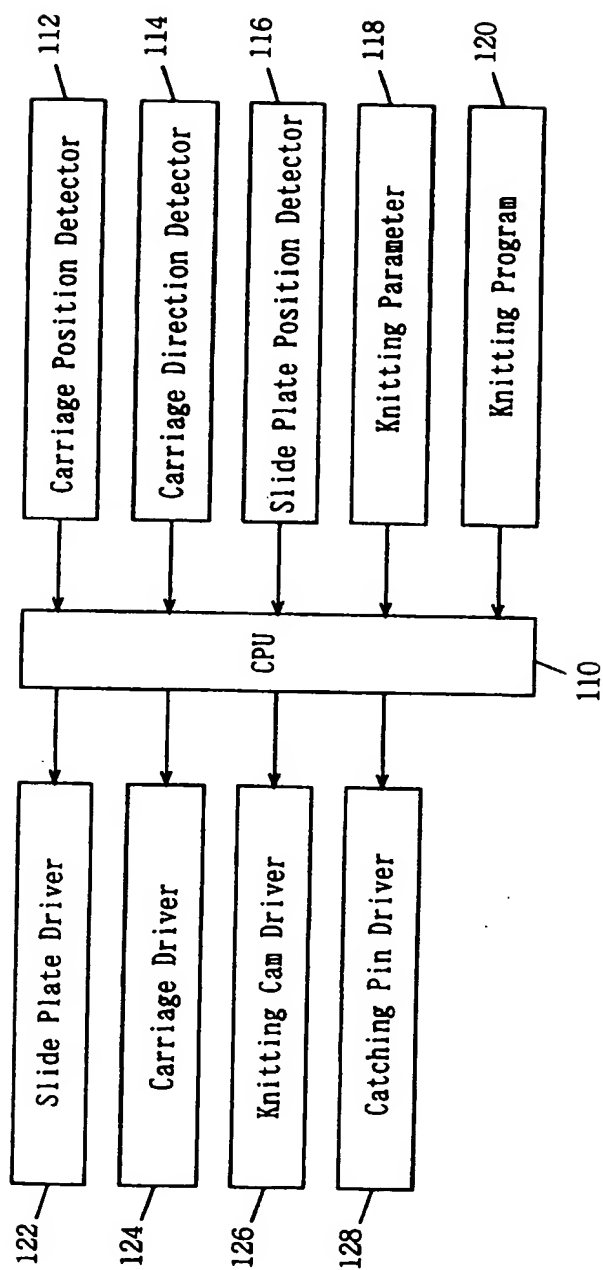 112
Carriage Position Detector
114
Carriage Direction Detector
116
Slide Plate Position Detector
118
Knitting Parameter
120
Knitting Program
CPU
110
Slide Plate Driver
122
Carriage Driver
124
Knitting Cam Driver
126
Catching Pin Driver
128